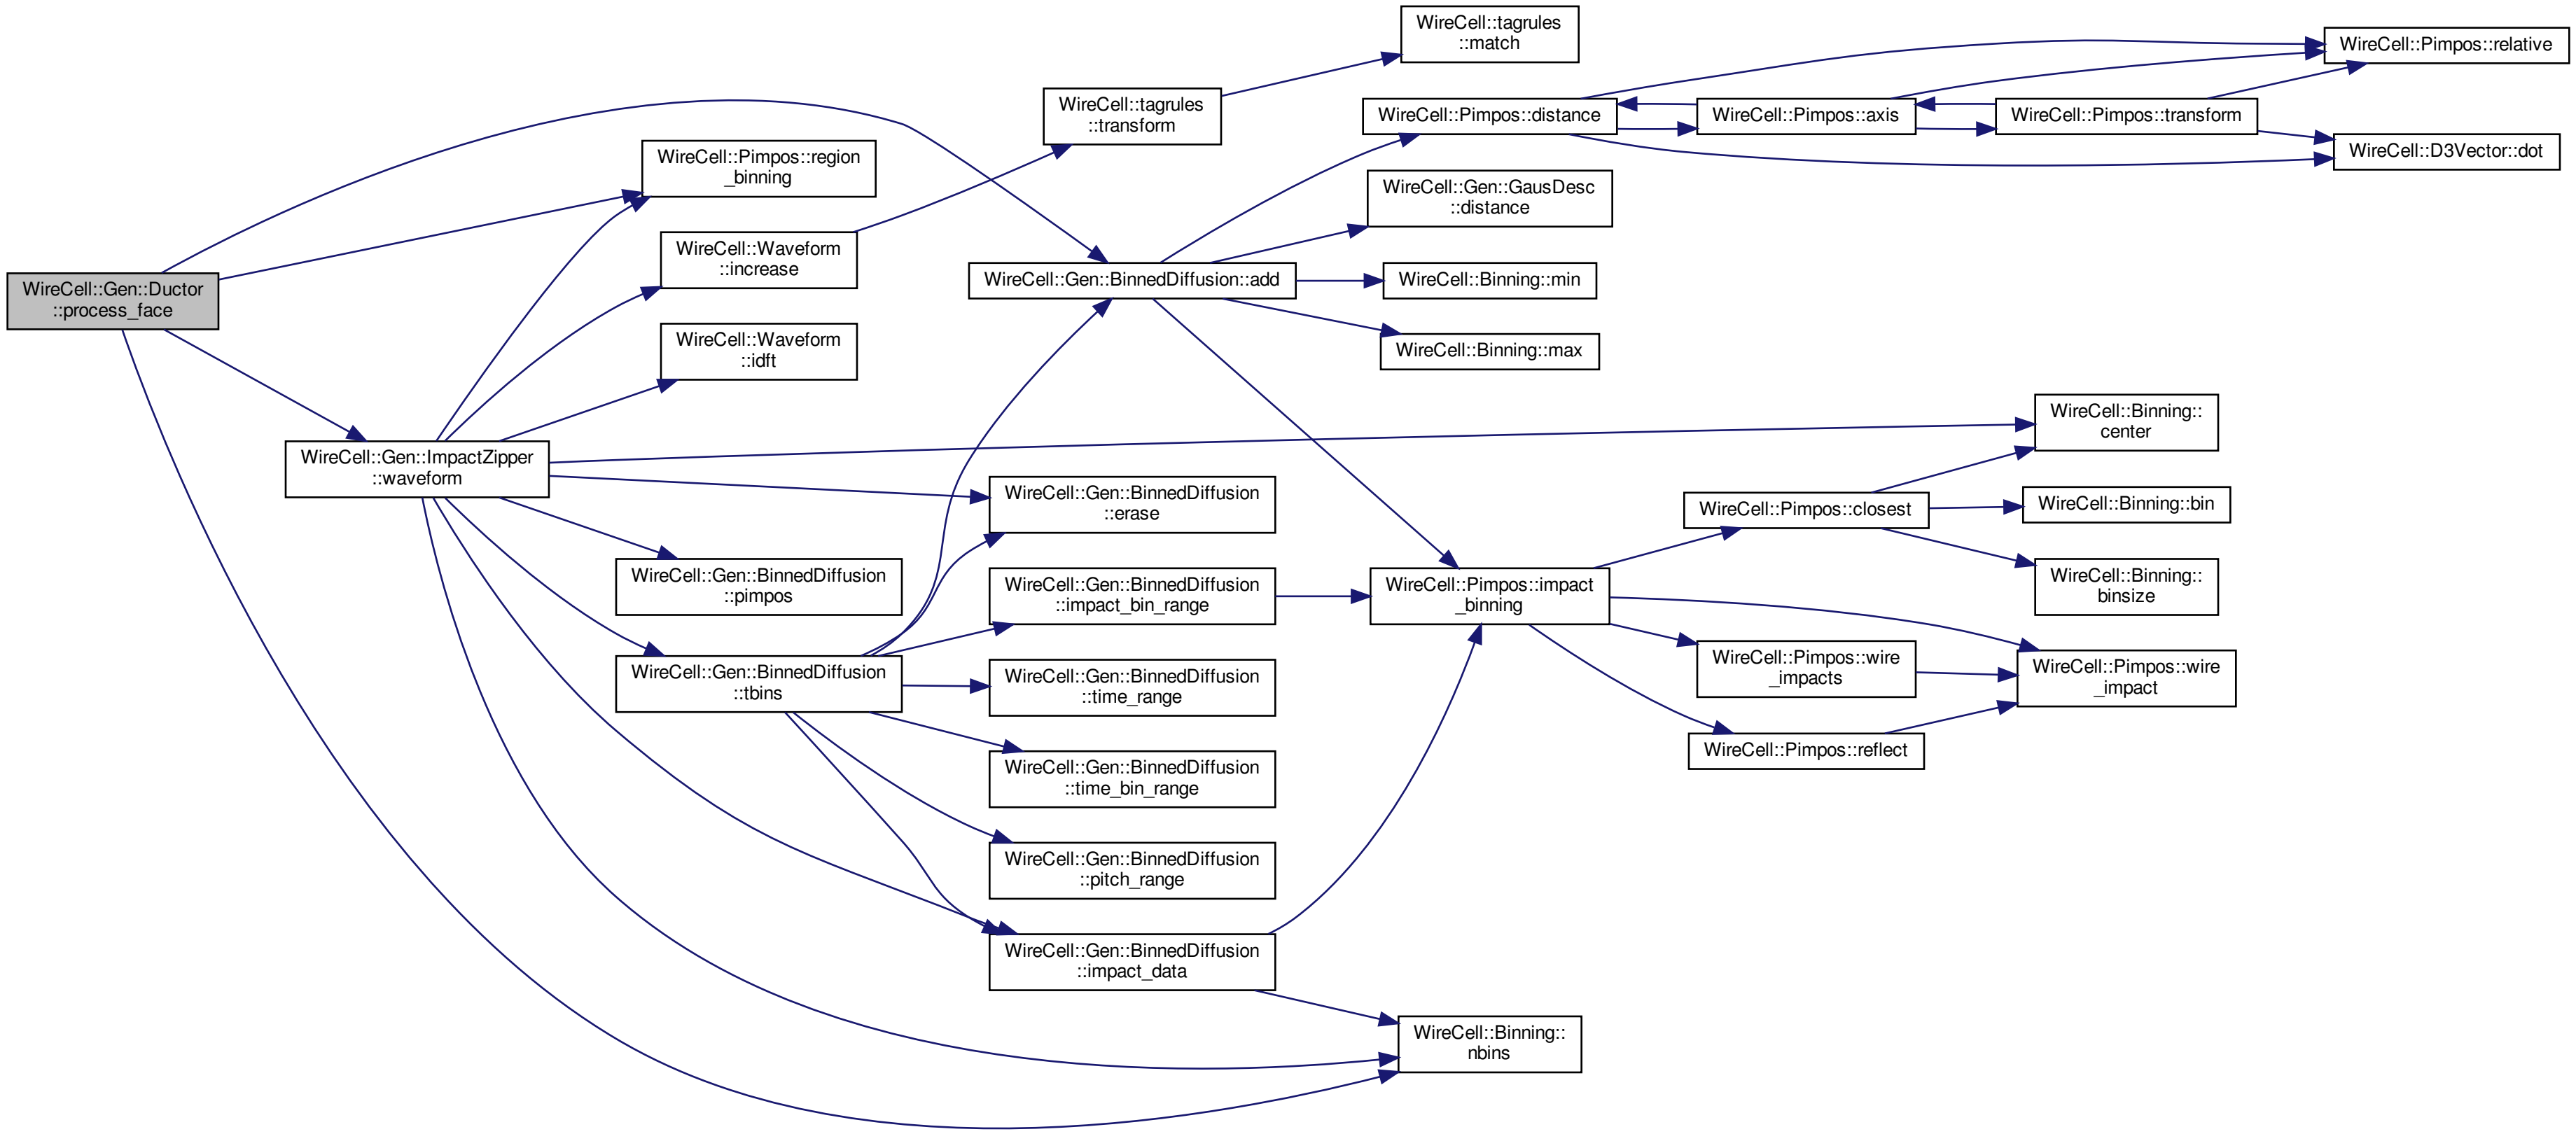 WireCell::Gen::Ductor
::process_face
WireCell::Pimpos::region
_binning
WireCell::Waveform
::increase
WireCell::Waveform
::idft
WireCell::Gen::ImpactZipper
::waveform
WireCell::Gen::BinnedDiffusion
::pimpos
WireCell::Gen::BinnedDiffusion
::tbins
WireCell::tagrules
::transform
WireCell::Gen::BinnedDiffusion::add
WireCell::Gen::BinnedDiffusion
::erase
WireCell::Gen::BinnedDiffusion
::impact_bin_range
WireCell::Gen::BinnedDiffusion
::time_range
WireCell::Gen::BinnedDiffusion
::time_bin_range
WireCell::Gen::BinnedDiffusion
::pitch_range
WireCell::Gen::BinnedDiffusion
::impact_data
WireCell::tagrules
::match
WireCell::Pimpos::distance
WireCell::Gen::GausDesc
::distance
WireCell::Binning::min
WireCell::Binning::max
WireCell::Pimpos::impact
_binning
WireCell::Binning::
nbins
WireCell::Pimpos::axis
WireCell::Pimpos::closest
WireCell::Pimpos::wire
_impacts
WireCell::Pimpos::reflect
WireCell::Pimpos::transform
WireCell::Binning::
center
WireCell::Binning::bin
WireCell::Binning::
binsize
WireCell::Pimpos::wire
_impact
WireCell::Pimpos::relative
WireCell::D3Vector::dot